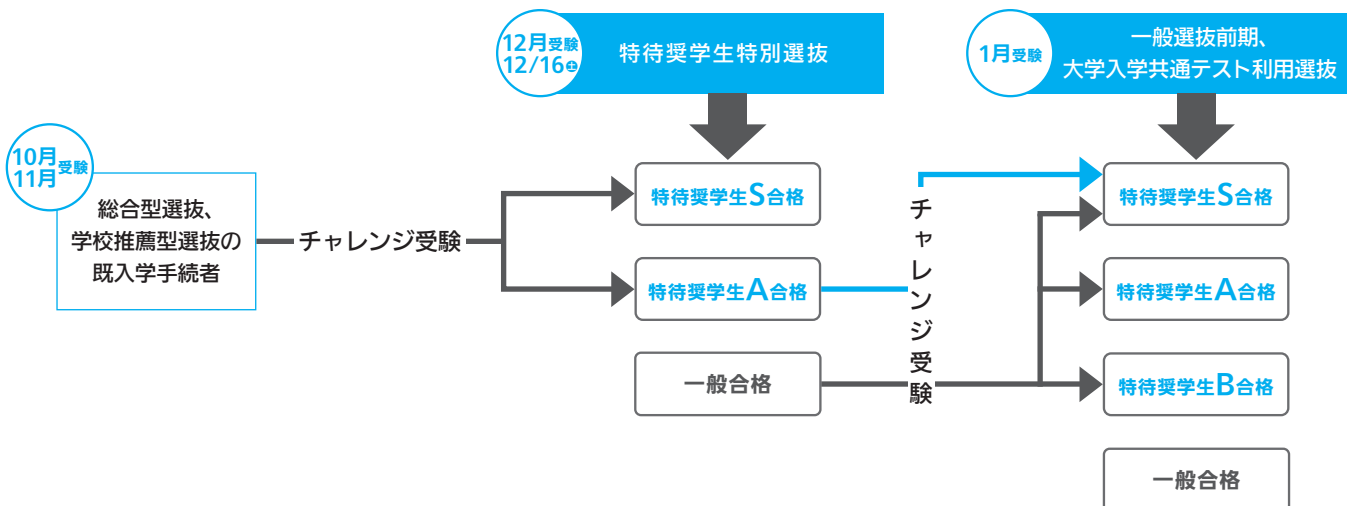 12月受験
12/16㊏
特待奨学生特別選抜
1月受験
一般選抜前期、
大学入学共通テスト利用選抜
10月
11月
受験
総合型選抜、
学校推薦型選抜の
既入学手続者
チャレンジ受験
特待奨学生S合格
特待奨学生A合格
一般合格
チャレンジ受験
特待奨学生S合格
特待奨学生A合格
特待奨学生B合格
一般合格